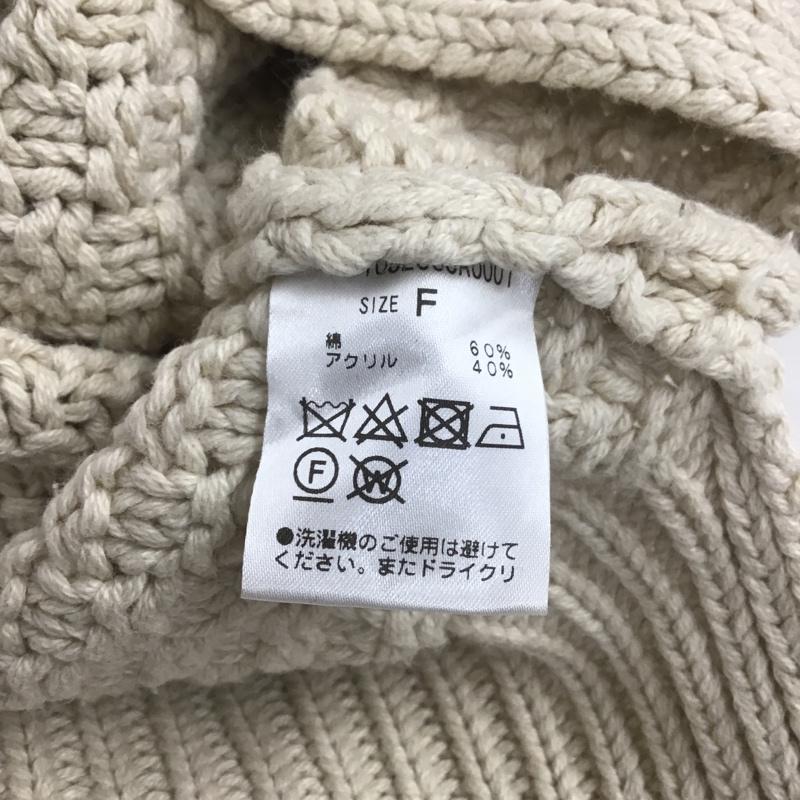 SIZE F
綿 60%
アクリル 40%
F
W
●洗濯機のご使用は避けて
ください。またドライクリ